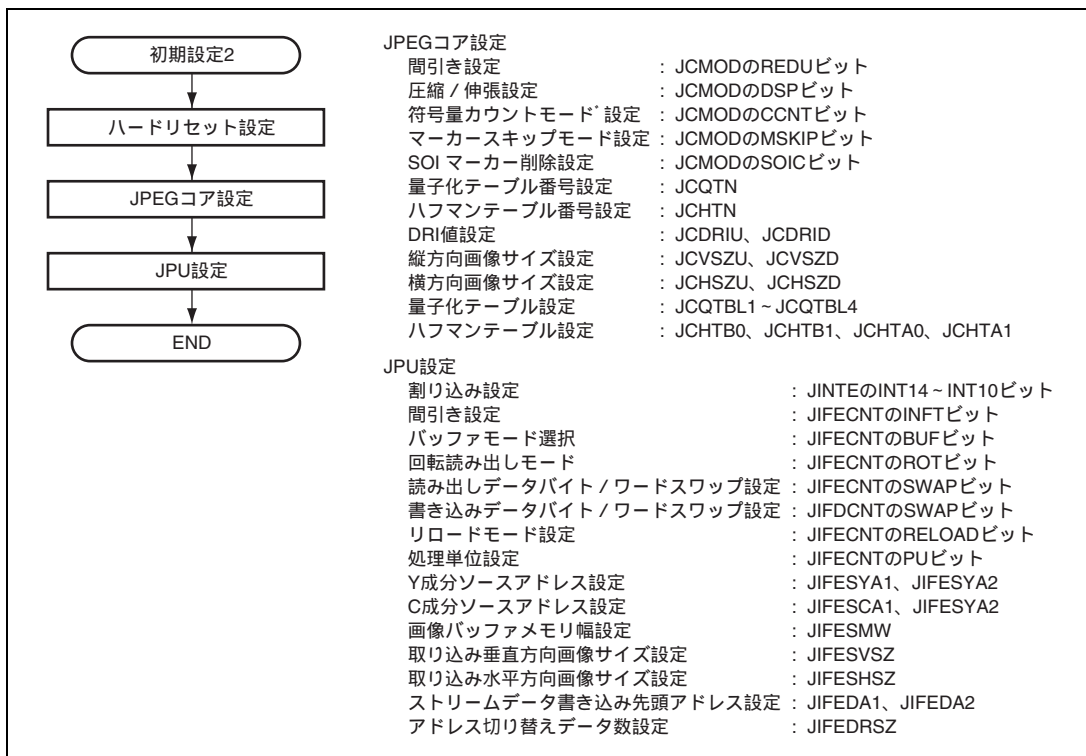 初期設定2
ハードリセット設定
JPEGコア設定
JPU設定
END
JPEGコア設定
間引き設定 : JCMODのREDUビット
圧縮 / 伸張設定 : JCMODのDSPビット
符号量カウントモード゛設定 : JCMODのCCNTビット
マーカースキップモード設定 : JCMODのMSKIPビット
SOI マーカー削除設定 : JCMODのSOICビット
量子化テーブル番号設定 : JCQTN
ハフマンテーブル番号設定 : JCHTN
DRI値設定 : JCDRIU、JCDRID
縦方向画像サイズ設定 : JCVSZU、JCVSZD
横方向画像サイズ設定 : JCHSZU、JCHSZD
量子化テーブル設定 : JCQTBL1~JCQTBL4
ハフマンテーブル設定 : JCHTB0、JCHTB1、JCHTA0、JCHTA1
JPU設定
割り込み設定 : JINTEのINT14~INT10ビット
間引き設定 : JIFECNTのINFTビット
バッファモード選択 : JIFECNTのBUFビット
回転読み出しモード : JIFECNTのROTビット
読み出しデータバイト / ワードスワップ設定 : JIFECNTのSWAPビット
書き込みデータバイト / ワードスワップ設定 : JIFDCNTのSWAPビット
リロードモード設定 : JIFECNTのRELOADビット
処理単位設定 : JIFECNTのPUビット
Y成分ソースアドレス設定 : JIFESYA1、JIFESYA2
C成分ソースアドレス設定 : JIFESCA1、JIFESYA2
画像バッファメモリ幅設定 : JIFESMW
取り込み垂直方向画像サイズ設定 : JIFESVSZ
取り込み水平方向画像サイズ設定 : JIFESHSZ
ストリームデータ書き込み先頭アドレス設定 : JIFEDA1、JIFEDA2
アドレス切り替えデータ数設定 : JIFEDRSZ